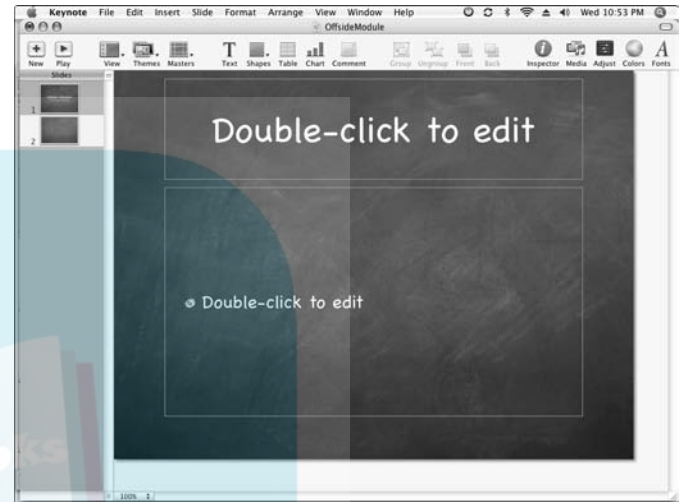 Keynote File Edit Insert Slide Format Arrange View Window Help Wed 10:53 PM
OffsideModule
New Play View Themes Masters Text Shapes Table Chart Comment Group Ungroup Front Back Inspector Media Adjust Colors Fonts
Slides
1
2
Double-click to edit
Double-click to edit
ks
100%